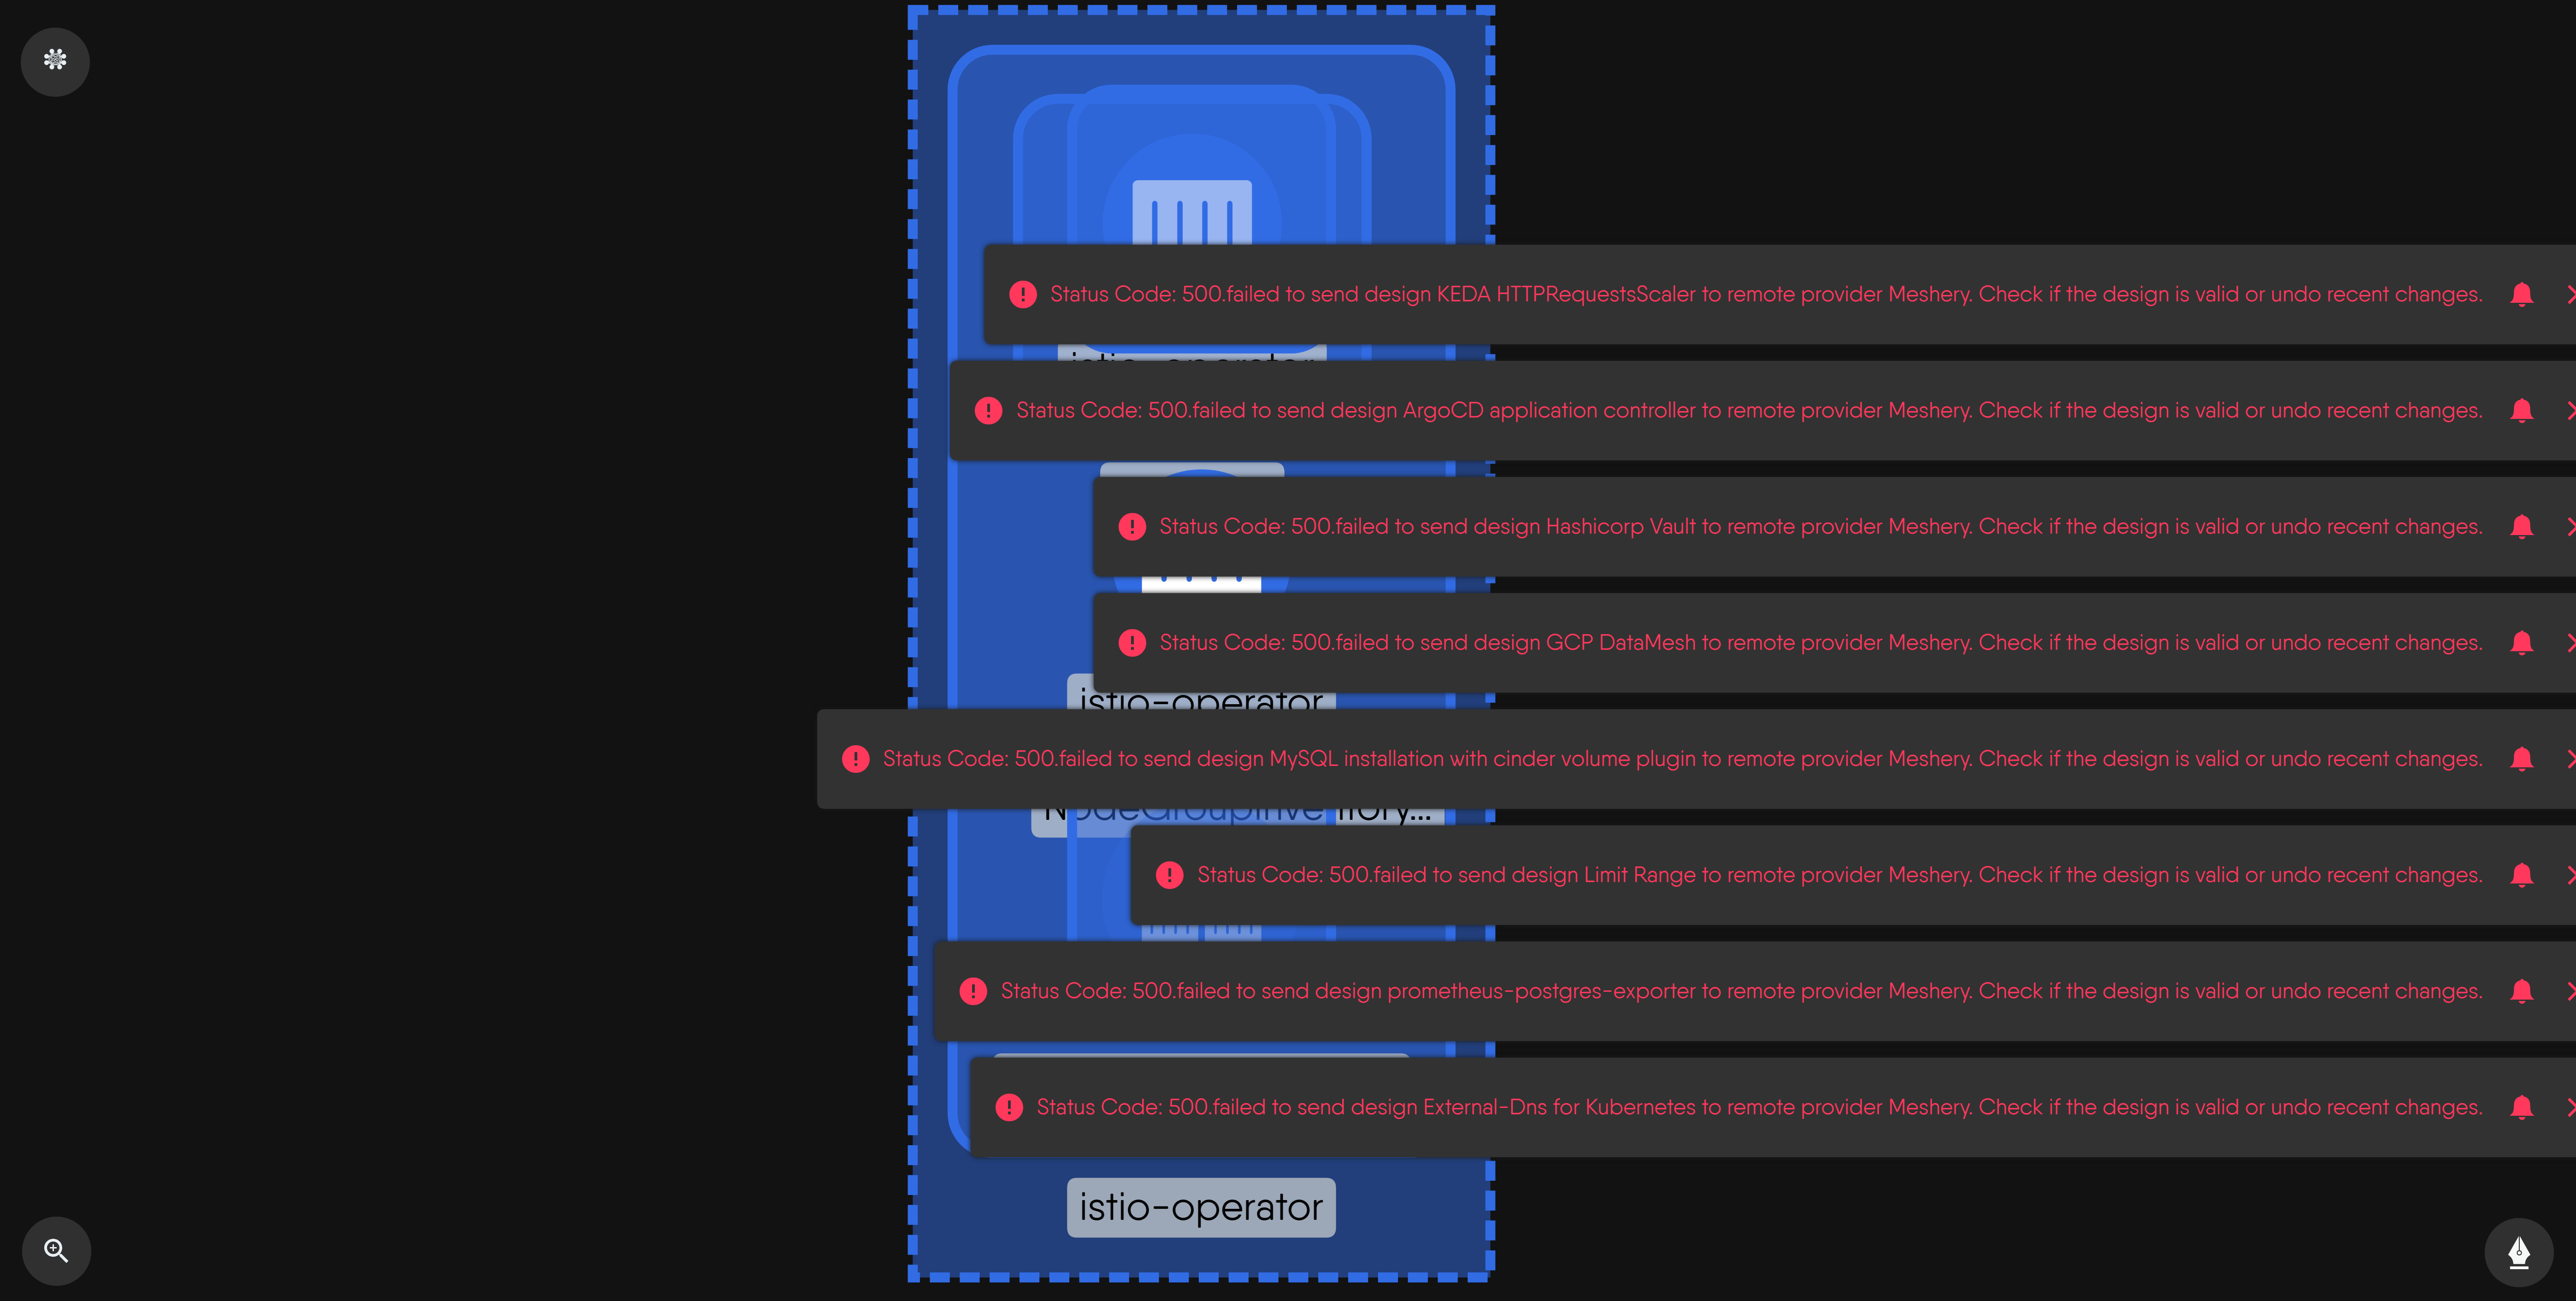 Status Code: 500.failed to send design KEDA HTTPRequestsScaler to remote provider Meshery. Check if the design is valid or undo recent changes.
istio-operator
Status Code: 500.failed to send design ArgoCD application controller to remote provider Meshery. Check if the design is valid or undo recent changes.
Status Code: 500.failed to send design Hashicorp Vault to remote provider Meshery. Check if the design is valid or undo recent changes.
Status Code: 500.failed to send design GCP DataMesh to remote provider Meshery. Check if the design is valid or undo recent changes.
istio-operator
Status Code: 500.failed to send design MySQL installation with cinder volume plugin to remote provider Meshery. Check if the design is valid or undo recent changes.
Status Code: 500.failed to send design Limit Range to remote provider Meshery. Check if the design is valid or undo recent changes.
Status Code: 500.failed to send design prometheus-postgres-exporter to remote provider Meshery. Check if the design is valid or undo recent changes.
Status Code: 500.failed to send design External-Dns for Kubernetes to remote provider Meshery. Check if the design is valid or undo recent changes.
istio-operator